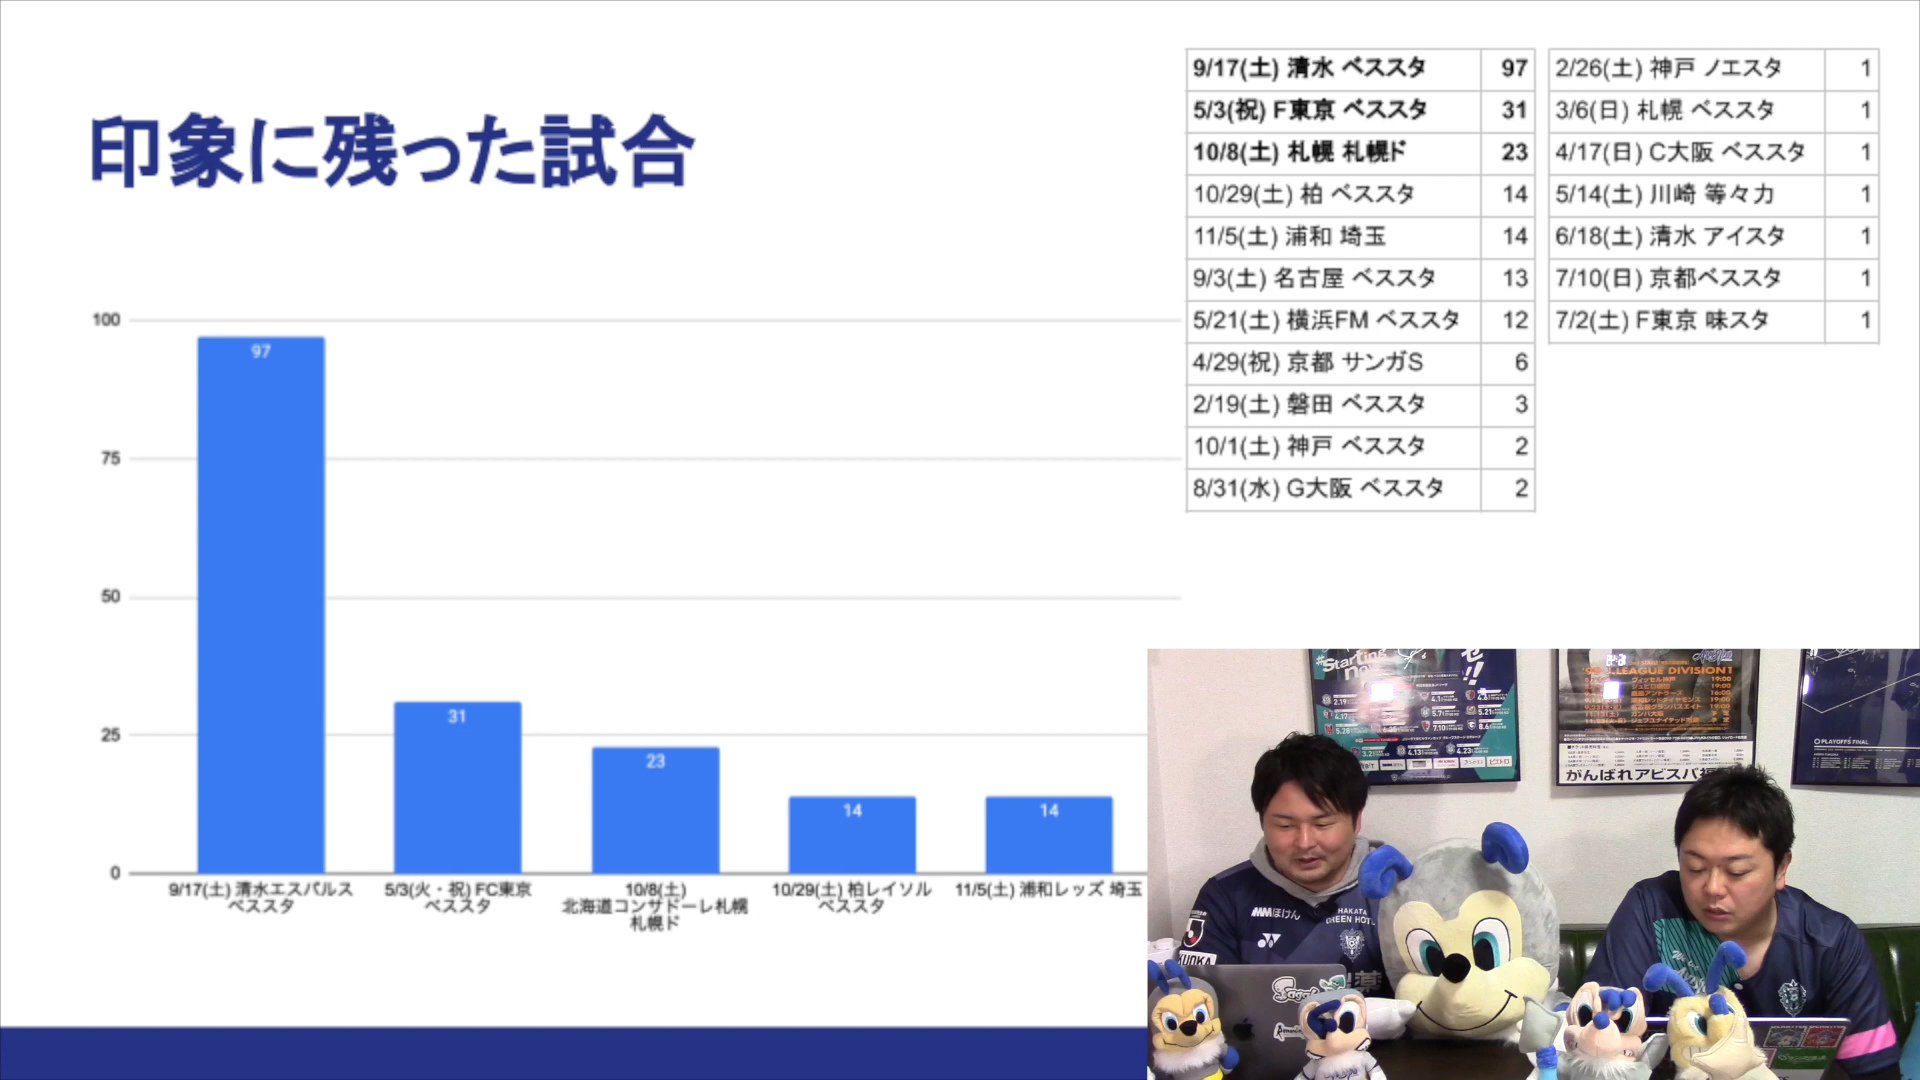 印象に残った試合
9/17(土) 清水 ベススタ 97
5/3(祝) F東京 ベススタ 31
10/8(土) 札幌 札幌ド 23
10/29(土) 柏 ベススタ 14
11/5(土) 浦和 埼玉 14
9/3(土) 名古屋 ベススタ 13
5/21(土) 横浜FM ベススタ 12
4/29(祝) 京都 サンガS 6
2/19(土) 磐田 ベススタ 3
10/1(土) 神戸 ベススタ 2
8/31(水) G大阪 ベススタ 2
2/26(土) 神戸 ノエスタ 1
3/6(日) 札幌 ベススタ 1
4/17(日) C大阪 ベススタ 1
5/14(土) 川崎 等々力 1
6/18(土) 清水 アイスタ 1
7/10(日) 京都ベススタ 1
7/2(土) F東京 味スタ 1
100
75
50
25
0
97
31
23
14
14
9/17(土) 清水エスパルス
ベススタ
5/3(火・祝) FC東京
ベススタ
10/8(土)
北海道コンサドーレ札幌
札幌ド
10/29(土) 柏レイソル
ベススタ
11/5(土) 浦和レッズ 埼玉
#Starting
now
ぜ!!
LEAGUE DIVISION1
がんばれアビスパ福
PLAYOFFS FINAL
ほけん
HAKATA
GREEN HOT